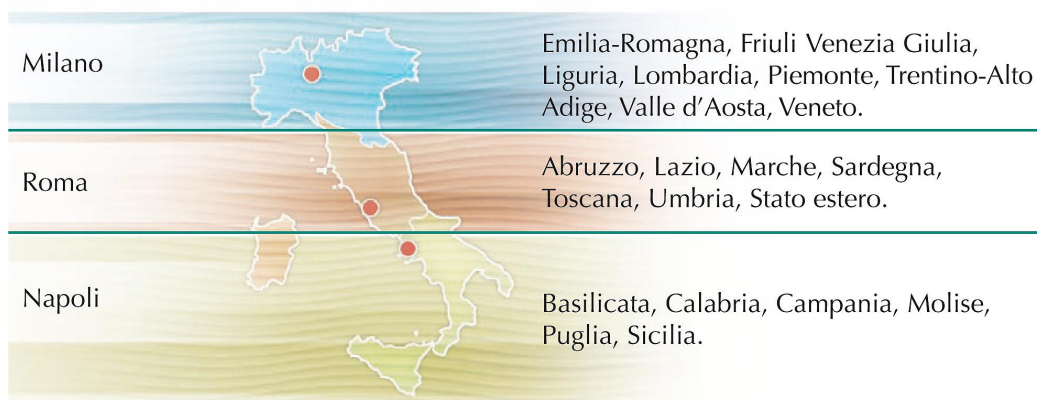 Milano
Emilia-Romagna, Friuli Venezia Giulia,
Liguria, Lombardia, Piemonte, Trentino-Alto
Adige, Valle d’Aosta, Veneto.
Roma
Abruzzo, Lazio, Marche, Sardegna,
Toscana, Umbria, Stato estero.
Napoli
Basilicata, Calabria, Campania, Molise,
Puglia, Sicilia.